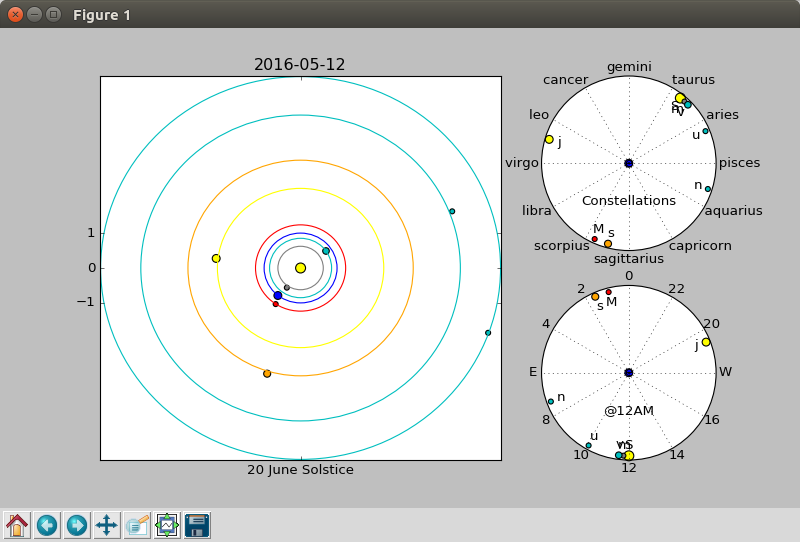 Figure 1
2016-05-12
1
0
−1
20 June Solstice
gemini
cancer
taurus
leo
aries
virgo
pisces
libra
aquarius
scorpius
capricorn
sagittarius
S
m
v
u
j
n
M
s
Constellations
0
2
22
4
20
E
W
8
16
10
14
12
s
M
j
n
u
v
m
S
@12AM